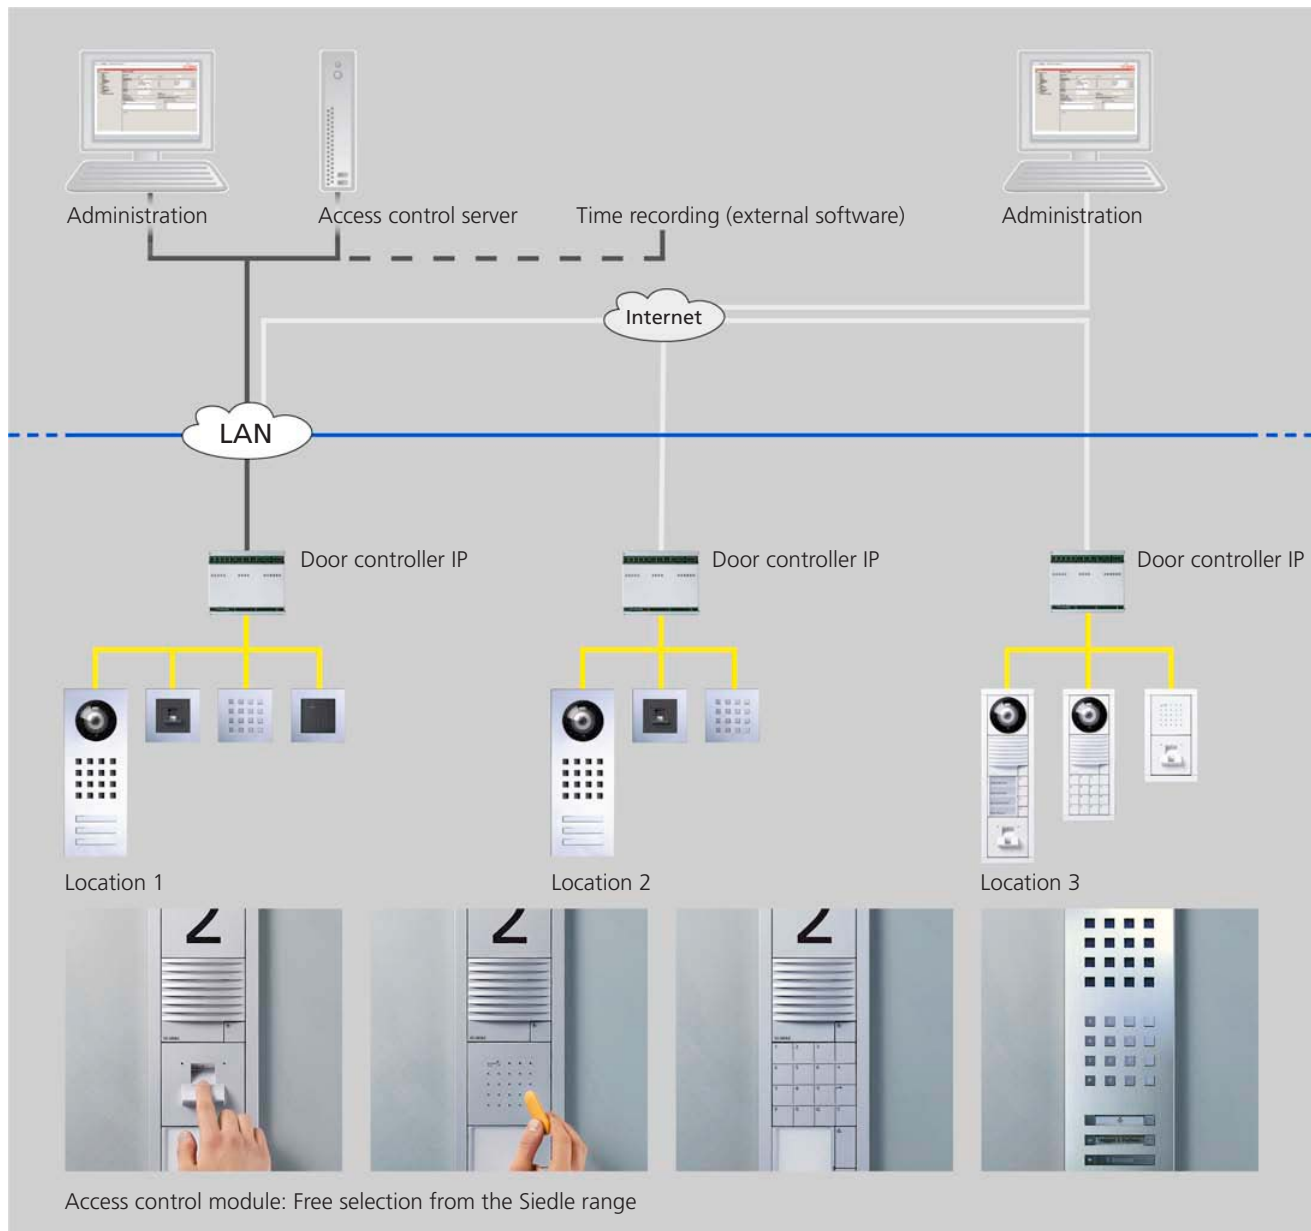 Administration
Access control server
Time recording (external software)
Administration
Internet
LAN
Door controller IP
Door controller IP
Door controller IP
Location 1
Location 2
Location 3
2
2
2
Access control module: Free selection from the Siedle range